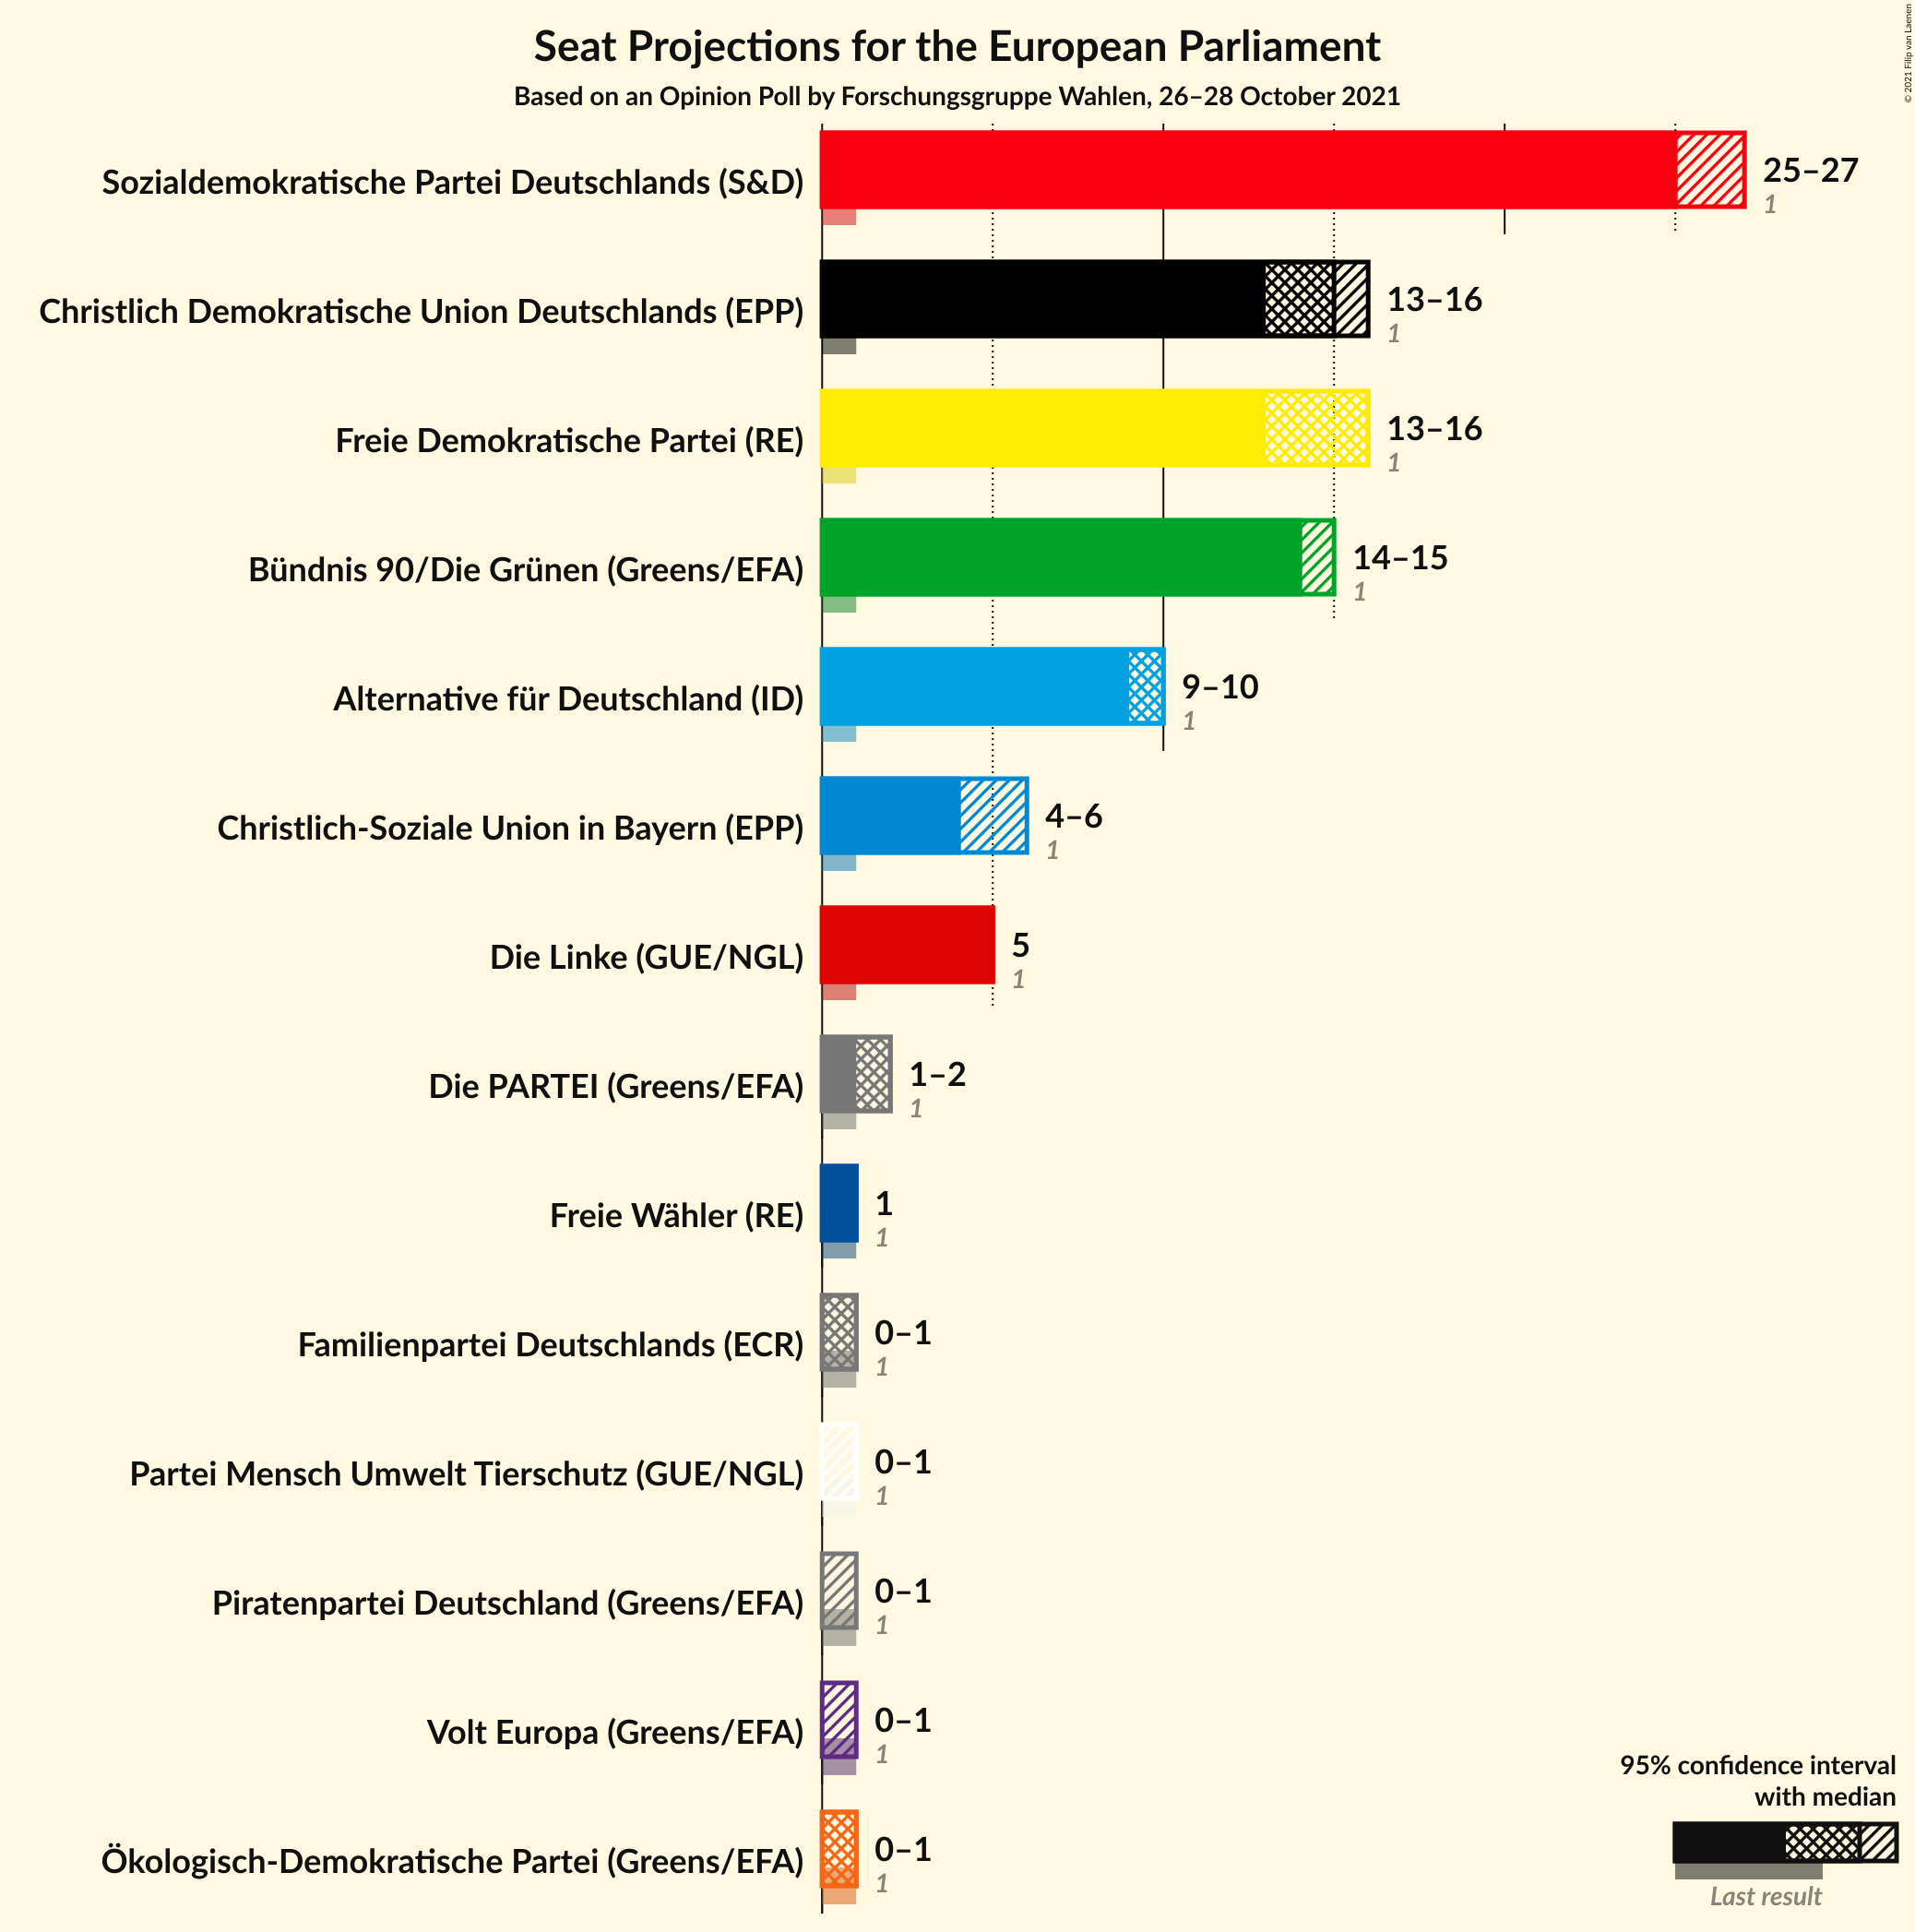 Seat Projections for the European Parliament
Based on an Opinion Poll by Forschungsgruppe Wahlen, 26–28 October 2021
© 2021 Filip van Laenen
Sozialdemokratische Partei Deutschlands (S&D)
25–27
1
Christlich Demokratische Union Deutschlands (EPP)
13–16
1
Freie Demokratische Partei (RE)
13–16
1
Bündnis 90/Die Grünen (Greens/EFA)
14–15
1
Alternative für Deutschland (ID)
9–10
1
Christlich-Soziale Union in Bayern (EPP)
4–6
1
Die Linke (GUE/NGL)
5
1
Die PARTEI (Greens/EFA)
1–2
1
Freie Wähler (RE)
1
1
Familienpartei Deutschlands (ECR)
0–1
1
Partei Mensch Umwelt Tierschutz (GUE/NGL)
0–1
1
Piratenpartei Deutschland (Greens/EFA)
0–1
1
Volt Europa (Greens/EFA)
0–1
1
Ökologisch-Demokratische Partei (Greens/EFA)
0–1
1
95% confidence interval
with median
Last result